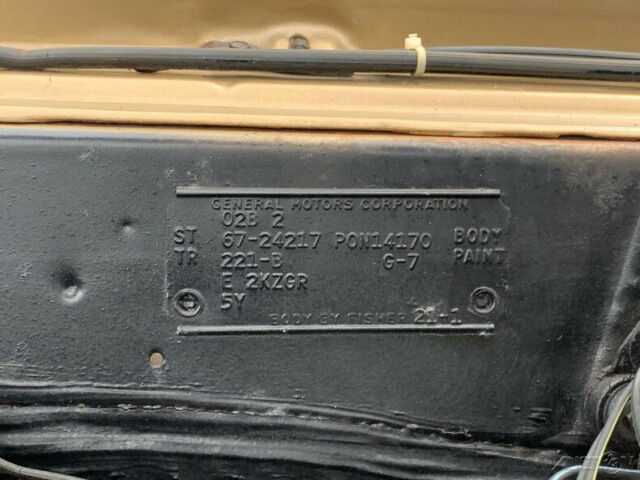 GENERAL MOTORS CORPORATION
02B 2
ST 67-24217 PON14170 BODY
TR 221-B G-7 PAINT
E 2KZGR
5Y
BODY BY FISHER 21-1